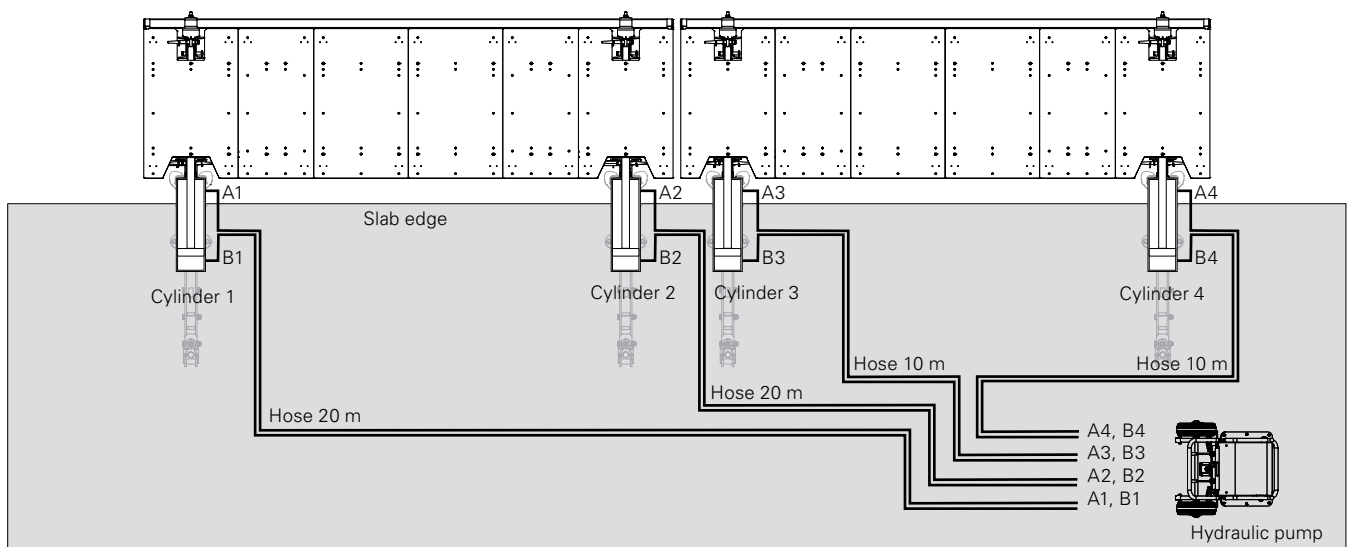 A1
A2
A3
A4
Slab edge
B1
B2
B3
B4
Cylinder 1
Cylinder 2
Cylinder 3
Cylinder 4
Hose 10 m
Hose 10 m
Hose 20 m
Hose 20 m
A4, B4
A3, B3
A2, B2
A1, B1
Hydraulic pump